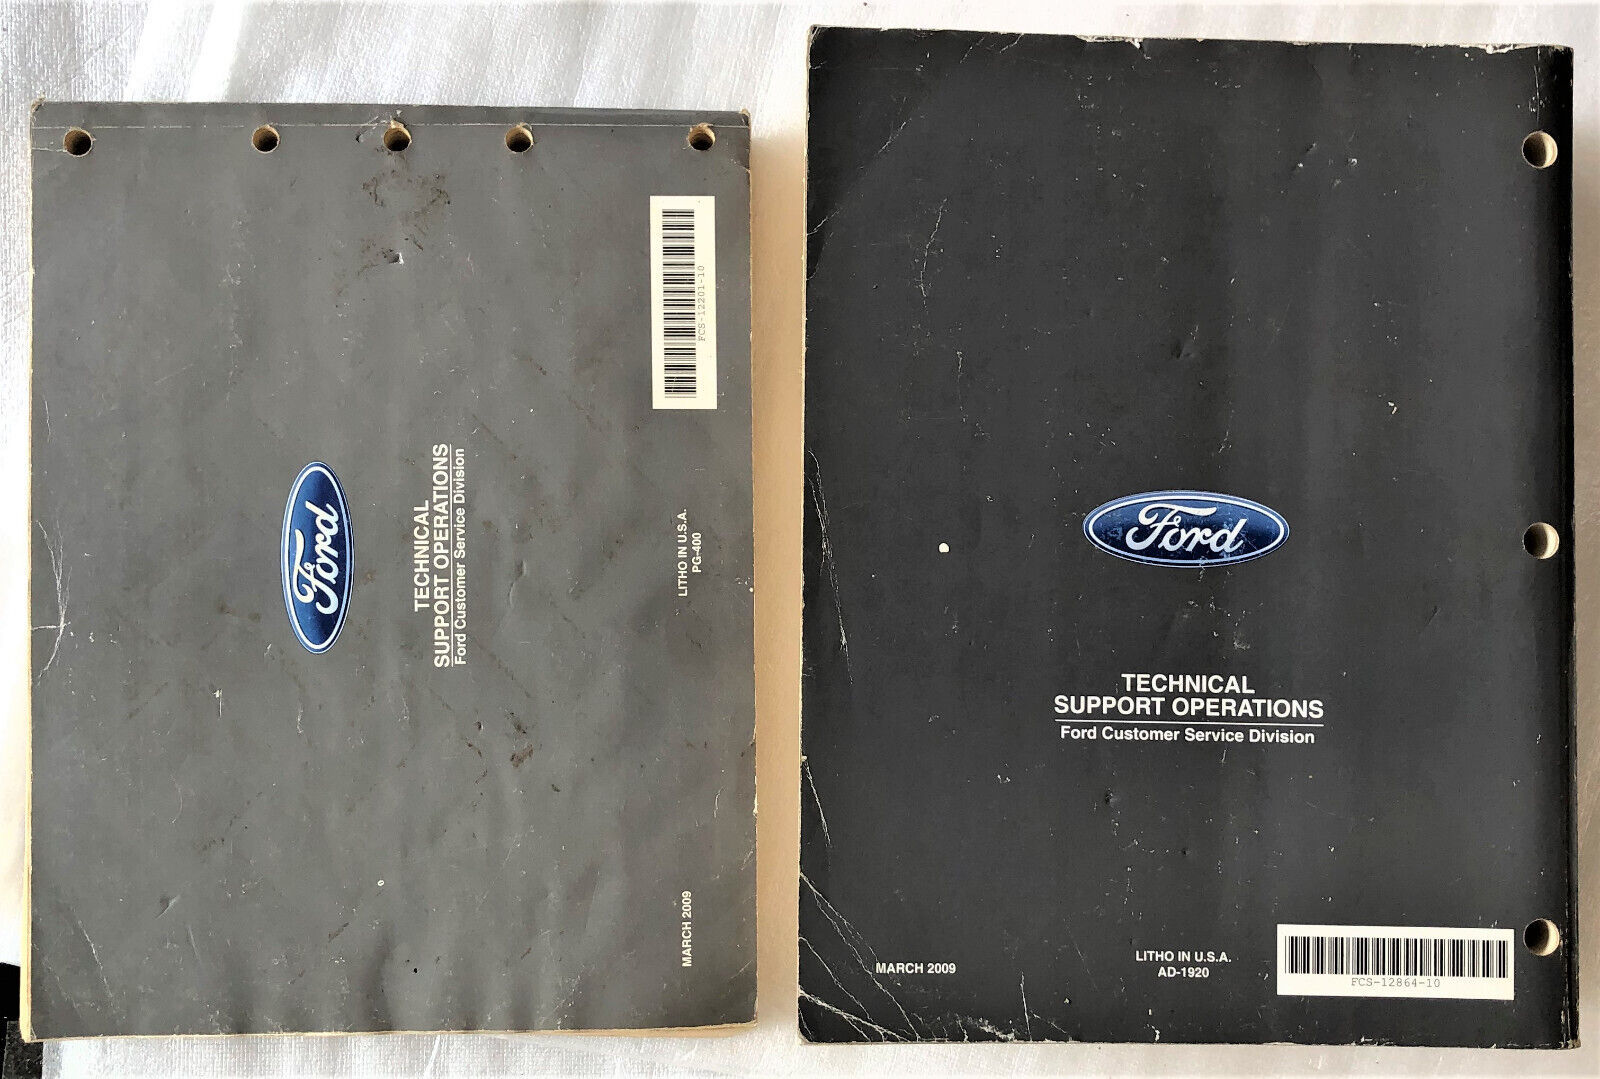 FCS-12201-10
Ford
TECHNICAL
SUPPORT OPERATIONS
Ford Customer Service Division
LITHO IN U.S.A.
PG-400
MARCH 2009
Ford
TECHNICAL
SUPPORT OPERATIONS
Ford Customer Service Division
MARCH 2009
LITHO IN U.S.A.
AD-1920
FCS-12864-10